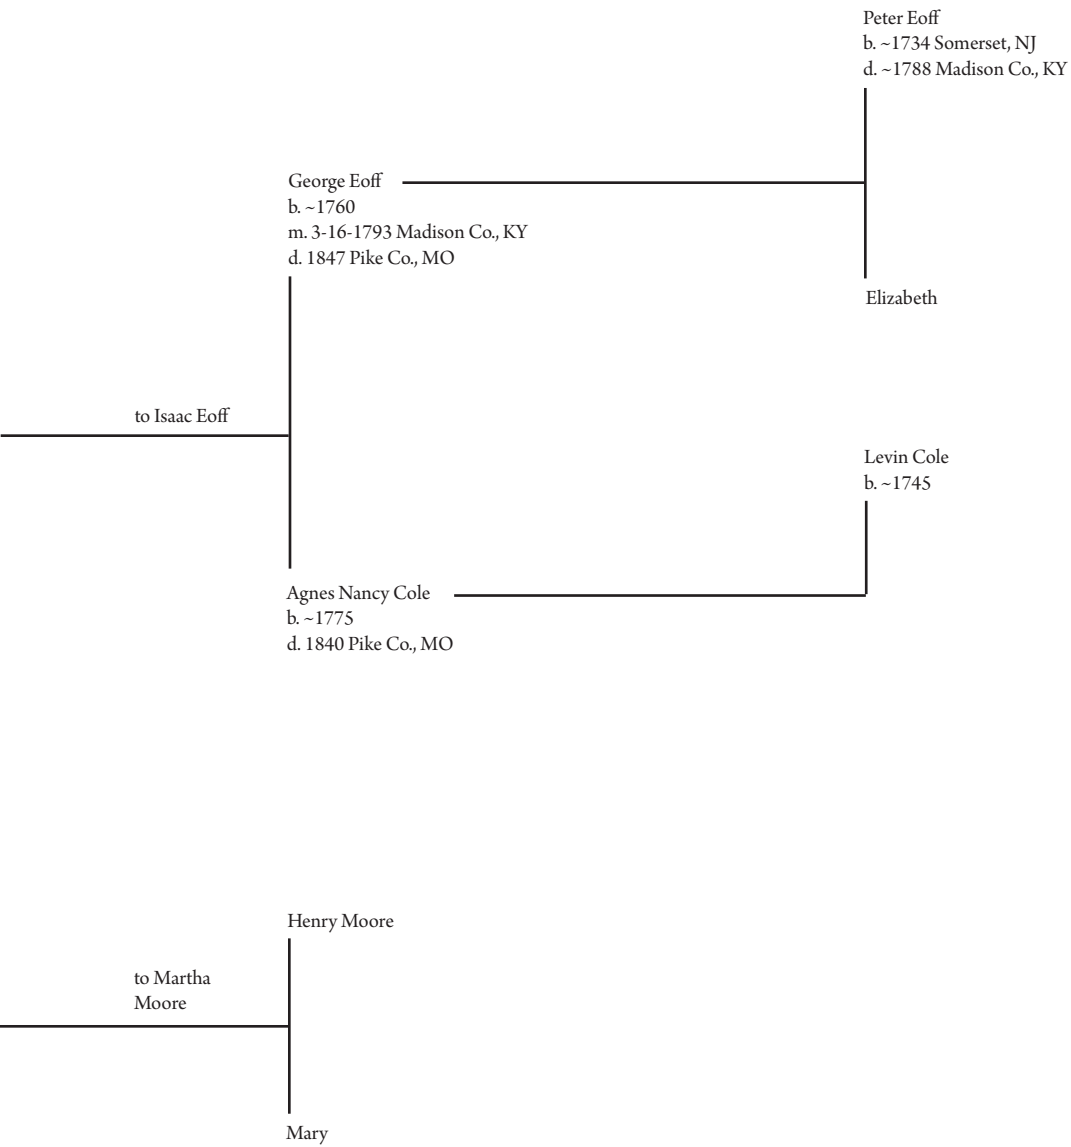 Peter Eoff
b. ~1734 Somerset, NJ
d. ~1788 Madison Co., KY
George Eoff
b. ~1760
m. 3-16-1793 Madison Co., KY
d. 1847 Pike Co., MO
Elizabeth
to Isaac Eoff
Levin Cole
b. ~1745
Agnes Nancy Cole
b. ~1775
d. 1840 Pike Co., MO
Henry Moore
to Martha
Moore
Mary